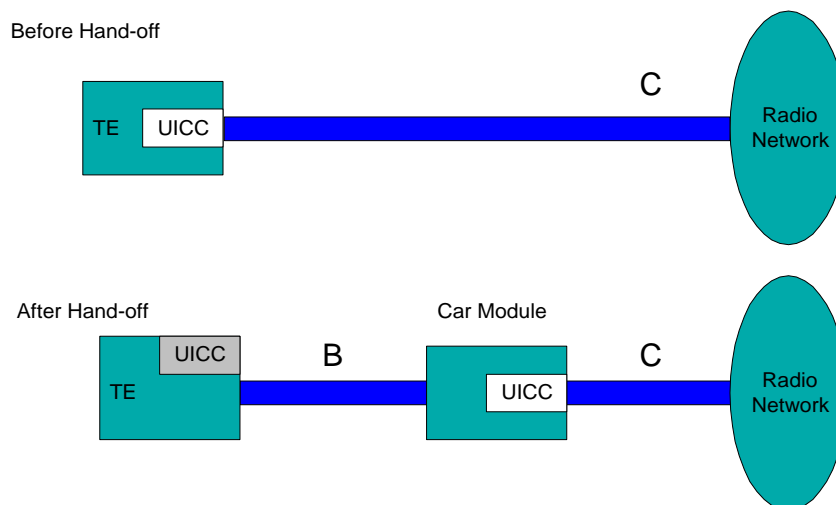 Before Hand-off
C
TE
UICC
Radio
Network
After Hand-off
Car Module
UICC
B
C
TE
UICC
Radio
Network